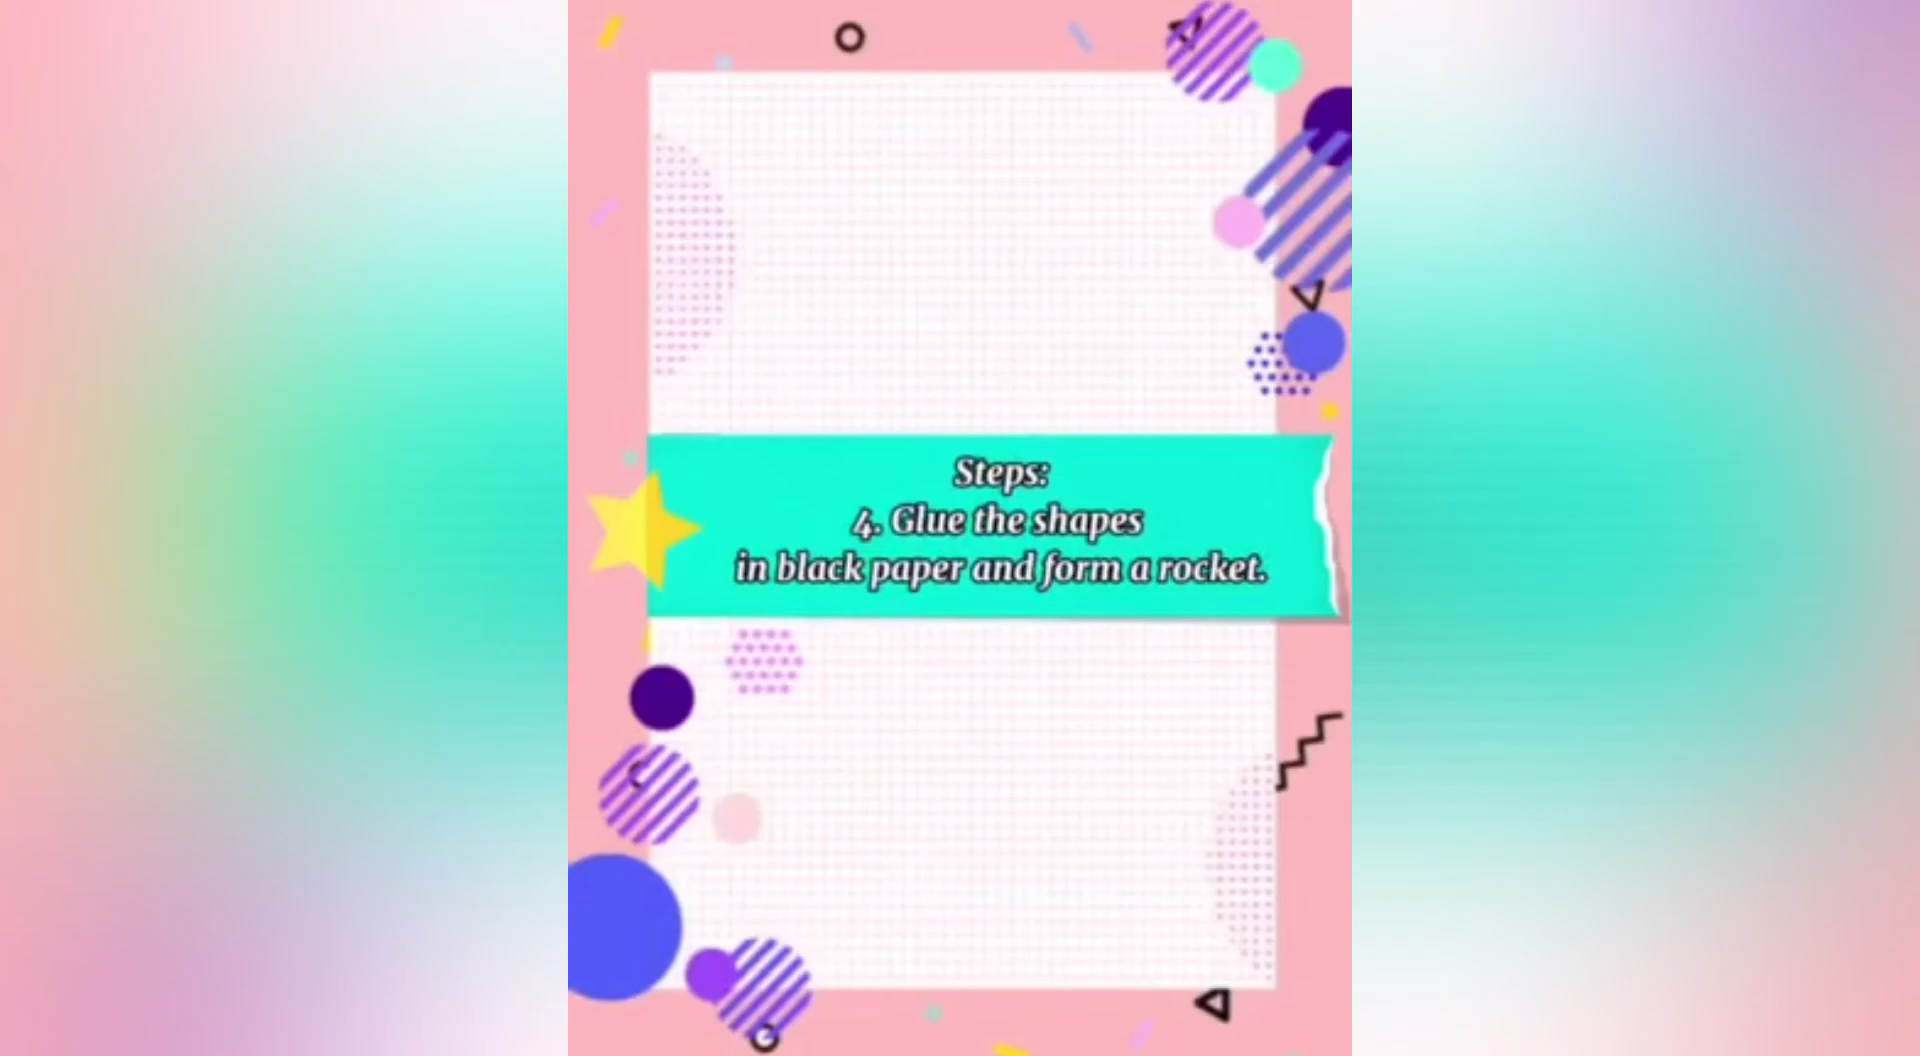 Steps:
4. Glue the shapes
in black paper and form a rocket.